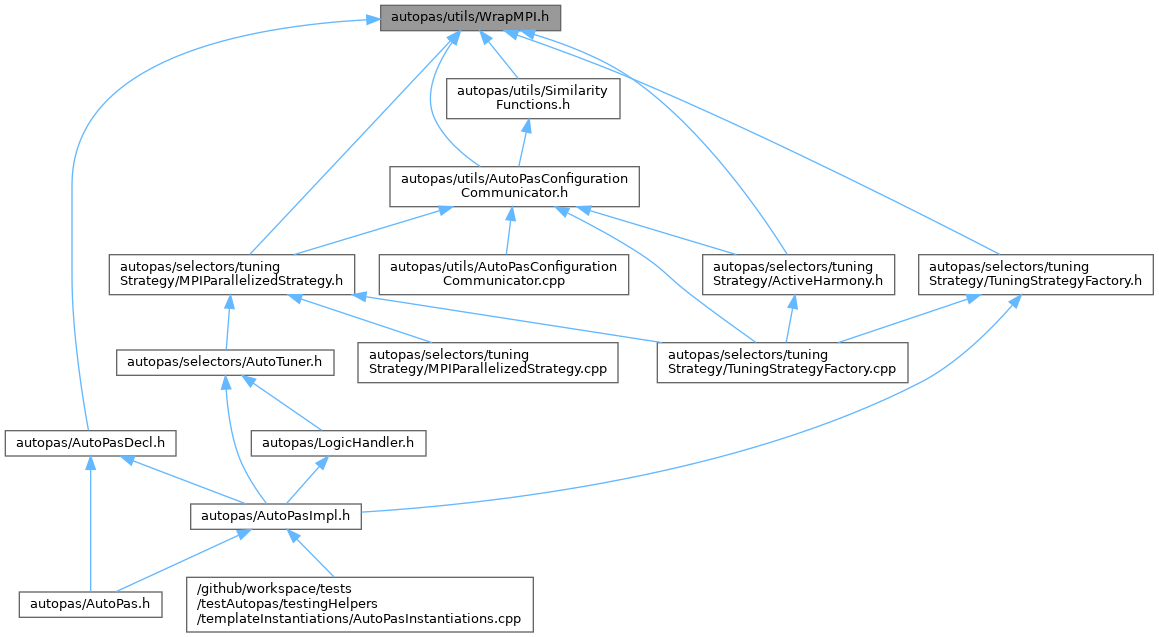 autopas/utils/WrapMPI.h
autopas/utils/Similarity
Functions.h
autopas/utils/AutoPasConfiguration
Communicator.h
autopas/selectors/tuning
Strategy/MPIParallelizedStrategy.h
autopas/utils/AutoPasConfiguration
Communicator.cpp
autopas/selectors/tuning
Strategy/ActiveHarmony.h
autopas/selectors/tuning
Strategy/TuningStrategyFactory.h
autopas/selectors/AutoTuner.h
autopas/selectors/tuning
Strategy/MPIParallelizedStrategy.cpp
autopas/selectors/tuning
Strategy/TuningStrategyFactory.cpp
autopas/AutoPasDecl.h
autopas/LogicHandler.h
autopas/AutoPasImpl.h
autopas/AutoPas.h
/github/workspace/tests
/testAutopas/testingHelpers
/templateInstantiations/AutoPasInstantiations.cpp